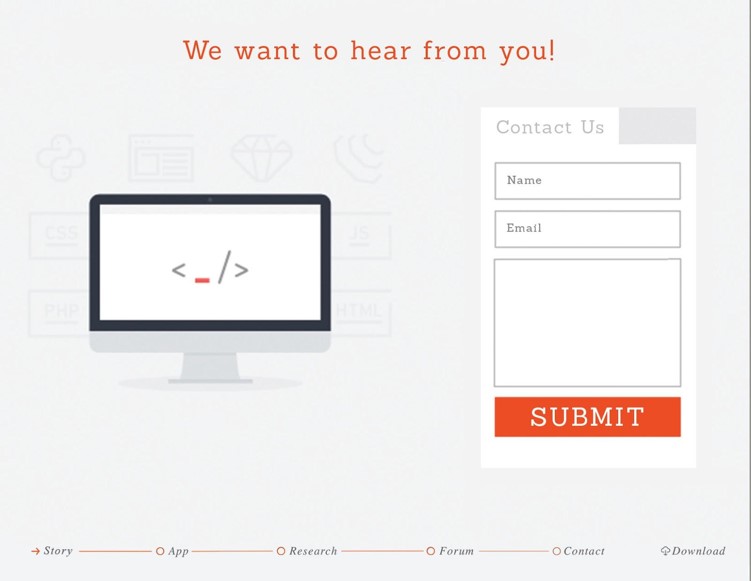 We want to hear from you!
Contact Us
Name
Email
SUBMIT
CSS
JS
< _ />
PHP
HTML
Story
App
Research
Forum
Contact
Download